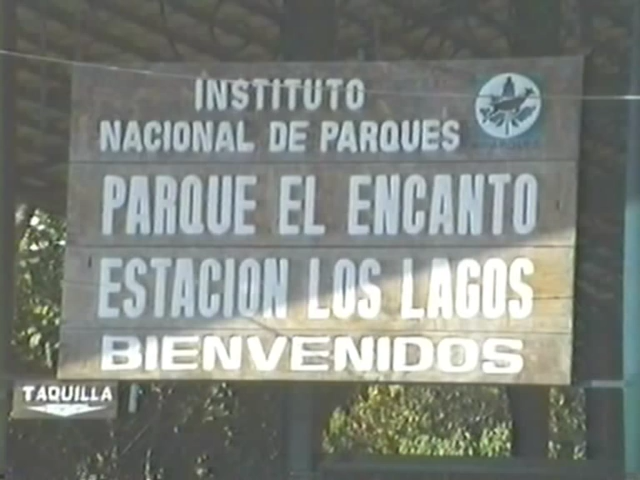 INSTITUTO
NACIONAL DE PARQUES
PARQUE EL ENCANTO
ESTACION LOS LAGOS
BIENVENIDOS
TAQUILLA